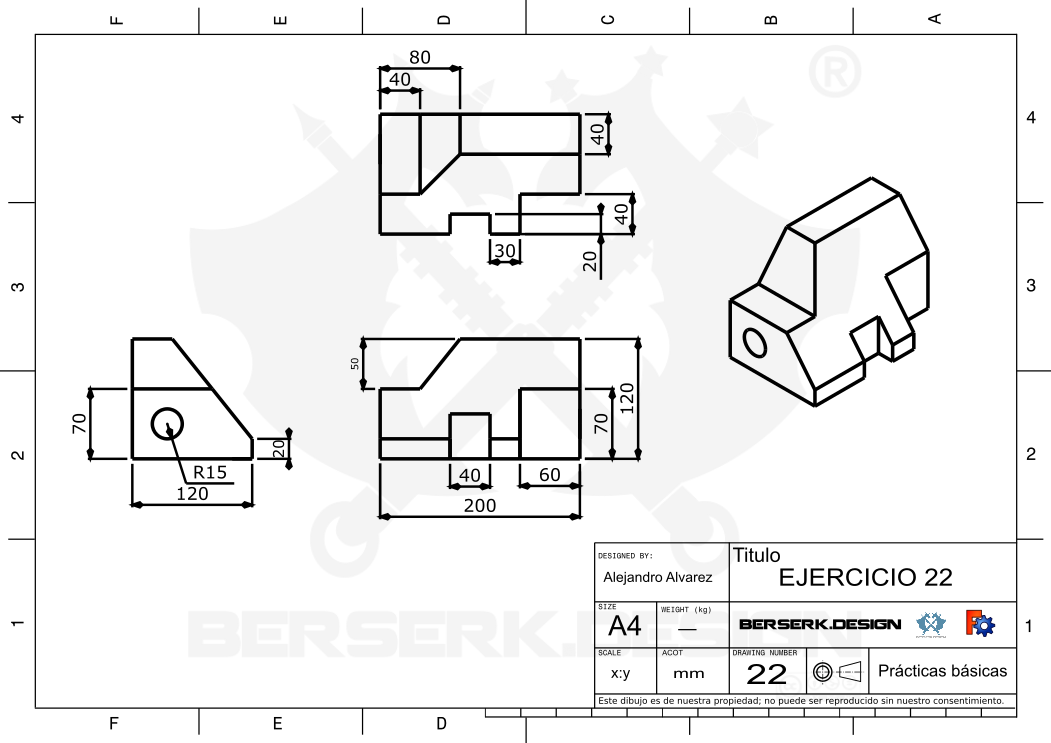 F E D C B A
80
40
4 4
40
40
30
20
3 3
50
120
70
70
20
2 2
R15
40 60
120
200
DESIGNED BY:
Titulo
Alejandro Alvarez
EJERCICIO 22
SIZE
WEIGHT (kg)
A4
—
BERSERK.DESIGN
1 1
BERSERK.DESIGN
SCALE
ACOT
DRAWING NUMBER
x:y
mm
22
Prácticas básicas
Este dibujo es de nuestra propiedad; no puede ser reproducido sin nuestro consentimiento.
F E D
®